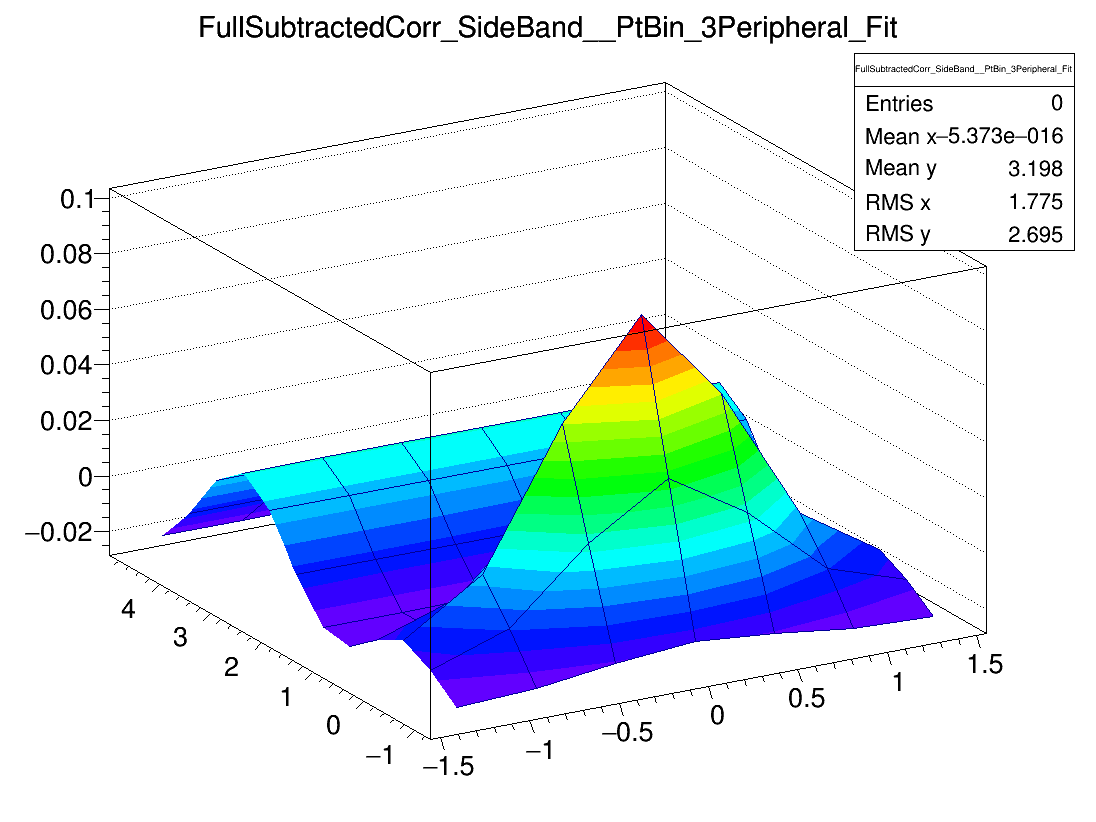 FullSubtractedCorr_SideBand__PtBin_3Peripheral_Fit
FullSubtractedCorr_SideBand__PtBin_3Peripheral_Fit
Entries 0
Mean x −5.373e−016
Mean y 3.198
RMS x 1.775
RMS y 2.695
0.1
0.08
0.06
0.04
0.02
0
−0.02
4
3
2
1
0
−1
−1.5
−1
−0.5
0
0.5
1
1.5